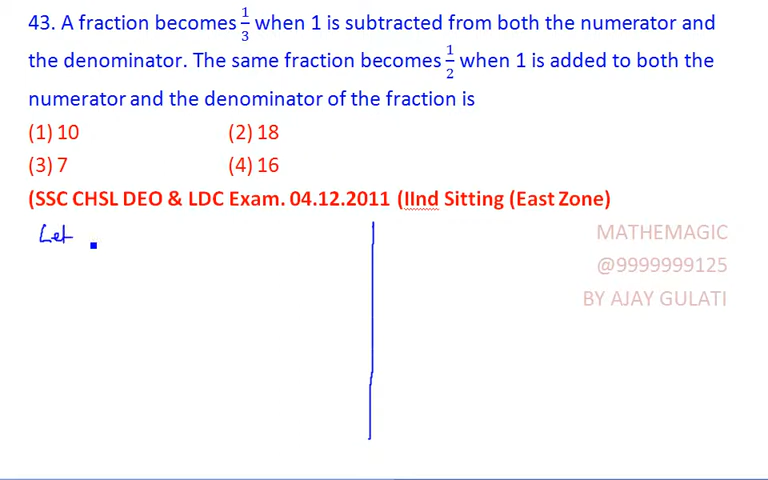 43. A fraction becomes 1/3 when 1 is subtracted from both the numerator and
the denominator. The same fraction becomes 1/2 when 1 is added to both the
numerator and the denominator of the fraction is
(1) 10 (2) 18
(3) 7 (4) 16
(SSC CHSL DEO & LDC Exam. 04.12.2011 (IInd Sitting (East Zone)
Let
MATHEMAGIC
@9999999125
BY AJAY GULATI